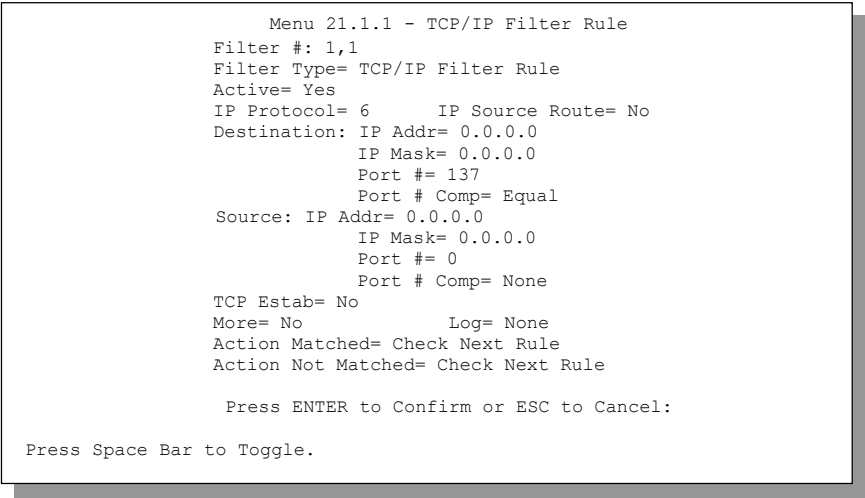 Menu 21.1.1 - TCP/IP Filter Rule
Filter #: 1,1
Filter Type= TCP/IP Filter Rule
Active= Yes
IP Protocol= 6 IP Source Route= No
Destination: IP Addr= 0.0.0.0
IP Mask= 0.0.0.0
Port #= 137
Port # Comp= Equal
Source: IP Addr= 0.0.0.0
IP Mask= 0.0.0.0
Port #= 0
Port # Comp= None
TCP Estab= No
More= No Log= None
Action Matched= Check Next Rule
Action Not Matched= Check Next Rule
Press ENTER to Confirm or ESC to Cancel:
Press Space Bar to Toggle.